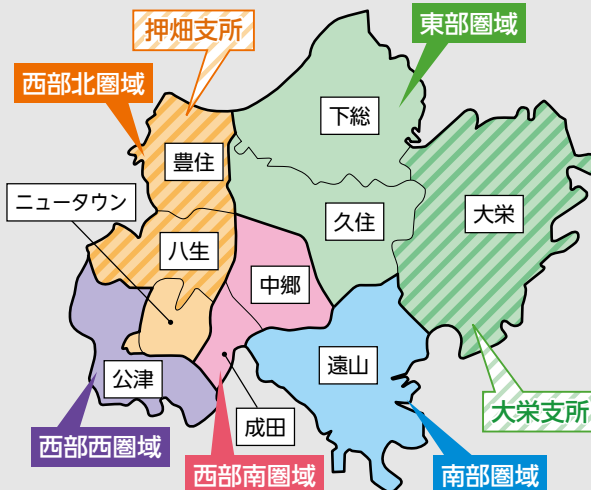 押畑支所
東部圏域
西部北圏域
下総
豊住
ニュータウン
久住
大栄
八生
中郷
遠山
公津
大栄支所
成田
西部西圏域
西部南圏域
南部圏域